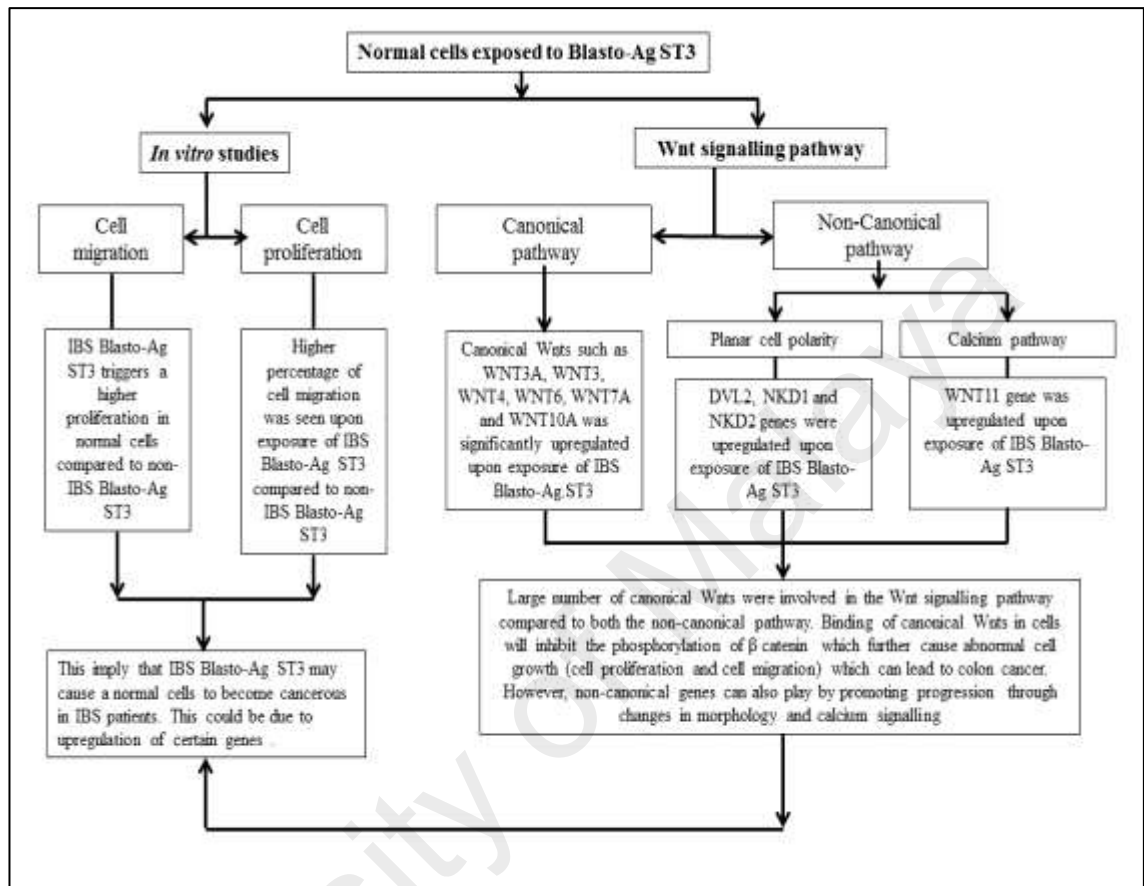 Normal cells exposed to Blasto-Ag ST3
In vitro studies
Wnt signalling pathway
Cell
migration
Cell
proliferation
Canonical
pathway
Non-Canonical
pathway
IBS Blasto-Ag
ST3 triggers a
higher
proliferation in
normal cells
compared to non-
IBS Blasto-Ag
ST3
Higher
percentage of
cell migration
was seen upon
exposure of IBS
Blasto-Ag ST3
compared to non-
IBS Blasto-Ag
ST3
Canonical Wnts such as
WNT3A, WNT3,
WNT4, WNT6, WNT7A
and WNT10A was
significantly upregulated
upon exposure of IBS
Blasto-Ag.ST3
Planar cell polarity
DVL2, NKD1 and
NKD2 genes were
upregulated upon
exposure of IBS Blasto-
Ag ST3
Calcium pathway
WNT11 gene was
upregulated upon
exposure of IBS Blasto-
Ag ST3
This imply that IBS Blasto-Ag ST3 may
cause a normal cells to become cancerous
in IBS patients. This could be due to
upregulation of certain genes .
Large number of canonical Wnts were involved in the Wnt signalling pathway
compared to both the non-canonical pathway. Binding of canonical Wnts in cells
will inhibit the phosphorylation of β catenin which further cause abnormal cell
growth (cell proliferation and cell migration) which can lead to colon cancer.
However, non-canonical genes can also play by promoting progression through
changes in morphology and calcium signalling
sity of Malaya